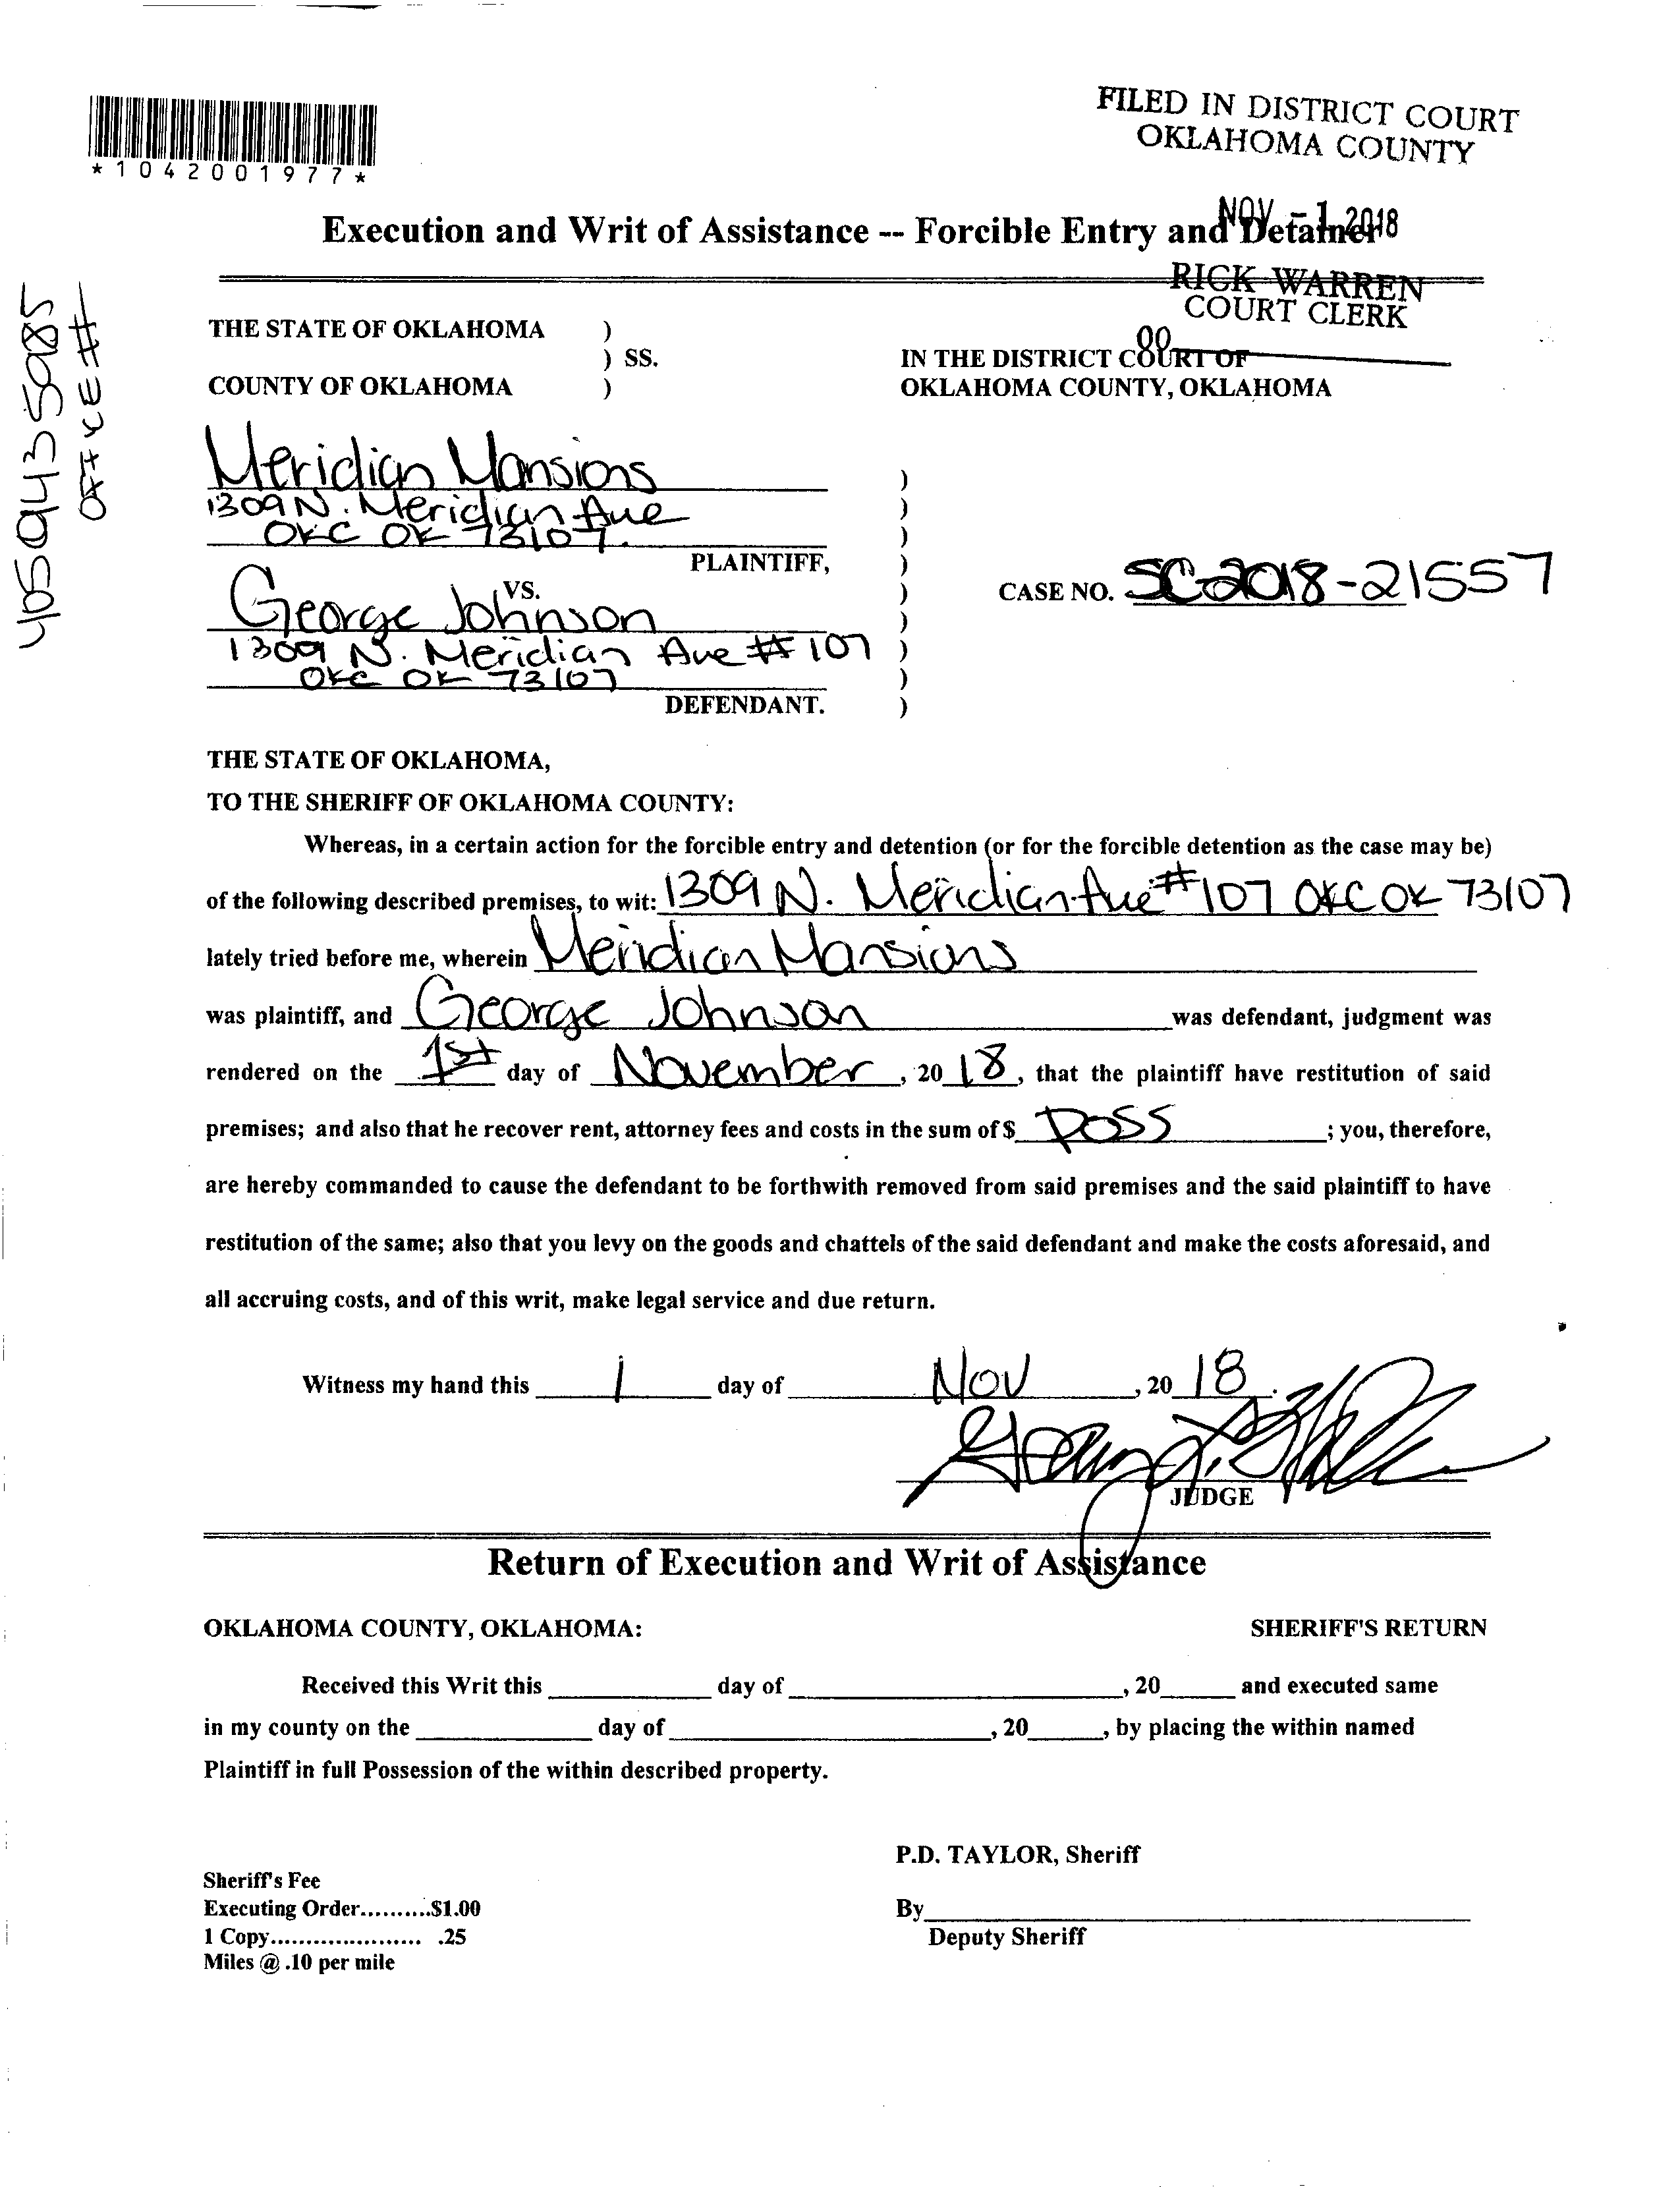 FILED IN DISTRICT COURT
OKLAHOMA COUNTY
*1042001977*
NOV - 1 2018
Execution and Writ of Assistance -- Forcible Entry and Detainer
RICK WARREN
COURT CLERK
4059435985
OFFICE#
THE STATE OF OKLAHOMA )
) SS.
COUNTY OF OKLAHOMA )
00
IN THE DISTRICT COURT OF
OKLAHOMA COUNTY, OKLAHOMA
Meridian Mansions )
1309 N. Meridian Ave )
OKC OK 73107. )
PLAINTIFF, )
VS. )
CASE NO. SC-2018-21557
George Johnson )
1309 N. Meridian Ave #107 )
OKC OK 73107 )
DEFENDANT. )
THE STATE OF OKLAHOMA,
TO THE SHERIFF OF OKLAHOMA COUNTY:
Whereas, in a certain action for the forcible entry and detention (or for the forcible detention as the case may be)
of the following described premises, to wit: 1309 N. Meridian Ave #107 OKC OK 73107
lately tried before me, wherein Meridian Mansions
was plaintiff, and George Johnson was defendant, judgment was
rendered on the 1st day of November, 20 18, that the plaintiff have restitution of said
premises; and also that he recover rent, attorney fees and costs in the sum of $ POSS ; you, therefore,
are hereby commanded to cause the defendant to be forthwith removed from said premises and the said plaintiff to have
restitution of the same; also that you levy on the goods and chattels of the said defendant and make the costs aforesaid, and
all accruing costs, and of this writ, make legal service and due return.
Witness my hand this 1 day of Nov, 20 18.
JUDGE
Return of Execution and Writ of Assistance
OKLAHOMA COUNTY, OKLAHOMA: SHERIFF'S RETURN
Received this Writ this ____ day of ____, 20____ and executed same
in my county on the ____ day of ____, 20____, by placing the within named
Plaintiff in full Possession of the within described property.
P.D. TAYLOR, Sheriff
Sheriff's Fee
Executing Order..........$1.00
By____
1 Copy..................... .25
Deputy Sheriff
Miles @ .10 per mile